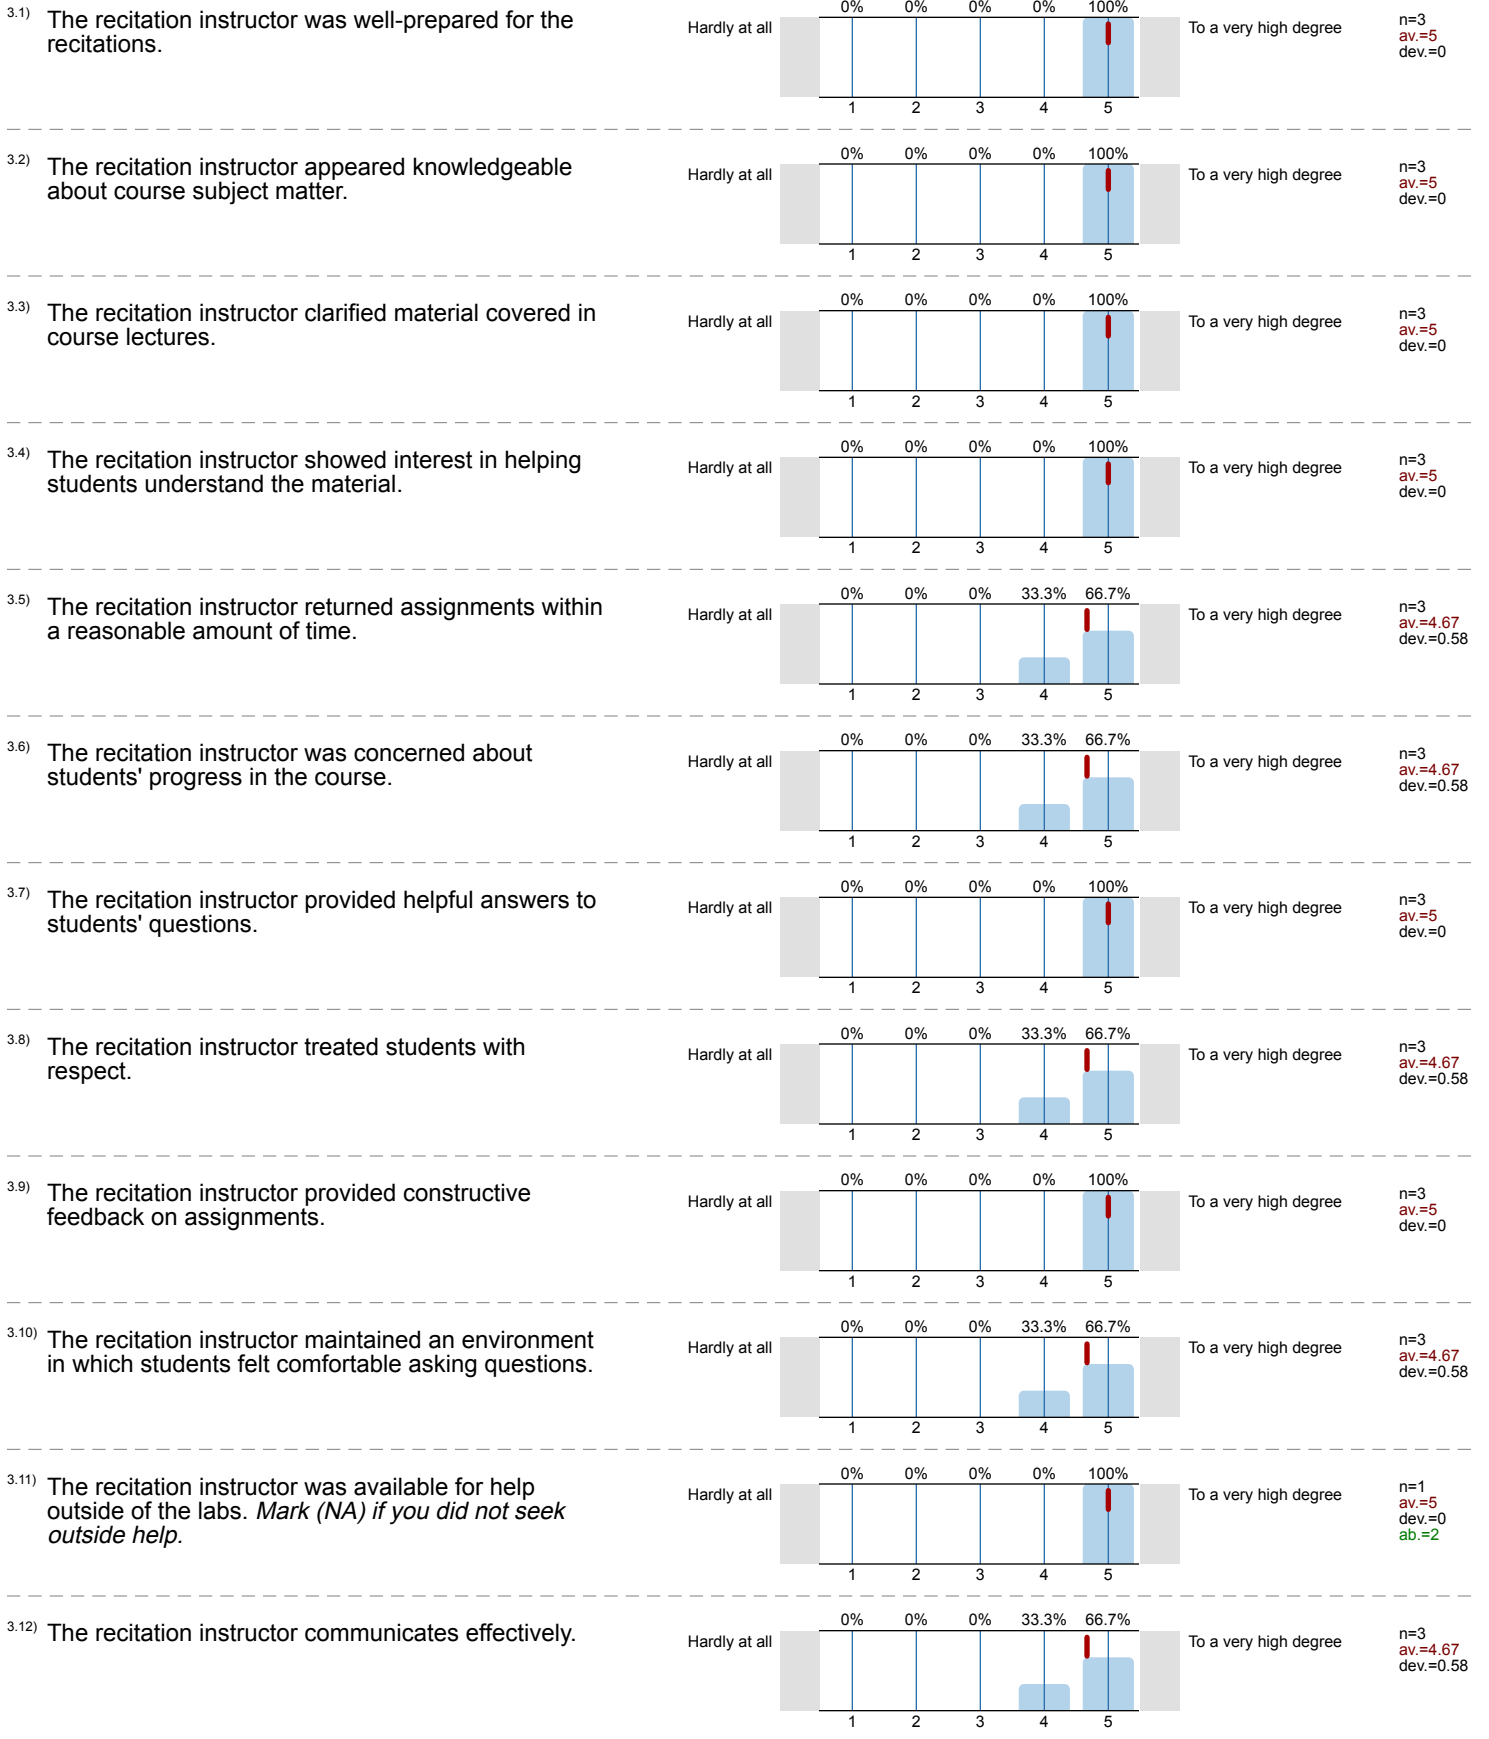 3.1) The recitation instructor was well-prepared for the
recitations.
Hardly at all
0% 0% 0% 0% 100%
1 2 3 4 5
To a very high degree
n=3
av.=5
dev.=0
3.2) The recitation instructor appeared knowledgeable
about course subject matter.
Hardly at all
0% 0% 0% 0% 100%
1 2 3 4 5
To a very high degree
n=3
av.=5
dev.=0
3.3) The recitation instructor clarified material covered in
course lectures.
Hardly at all
0% 0% 0% 0% 100%
1 2 3 4 5
To a very high degree
n=3
av.=5
dev.=0
3.4) The recitation instructor showed interest in helping
students understand the material.
Hardly at all
0% 0% 0% 0% 100%
1 2 3 4 5
To a very high degree
n=3
av.=5
dev.=0
3.5) The recitation instructor returned assignments within
a reasonable amount of time.
Hardly at all
0% 0% 0% 33.3% 66.7%
1 2 3 4 5
To a very high degree
n=3
av.=4.67
dev.=0.58
3.6) The recitation instructor was concerned about
students' progress in the course.
Hardly at all
0% 0% 0% 33.3% 66.7%
1 2 3 4 5
To a very high degree
n=3
av.=4.67
dev.=0.58
3.7) The recitation instructor provided helpful answers to
students' questions.
Hardly at all
0% 0% 0% 0% 100%
1 2 3 4 5
To a very high degree
n=3
av.=5
dev.=0
3.8) The recitation instructor treated students with
respect.
Hardly at all
0% 0% 0% 33.3% 66.7%
1 2 3 4 5
To a very high degree
n=3
av.=4.67
dev.=0.58
3.9) The recitation instructor provided constructive
feedback on assignments.
Hardly at all
0% 0% 0% 0% 100%
1 2 3 4 5
To a very high degree
n=3
av.=5
dev.=0
3.10) The recitation instructor maintained an environment
in which students felt comfortable asking questions.
Hardly at all
0% 0% 0% 33.3% 66.7%
1 2 3 4 5
To a very high degree
n=3
av.=4.67
dev.=0.58
3.11) The recitation instructor was available for help
outside of the labs. Mark (NA) if you did not seek
outside help.
Hardly at all
0% 0% 0% 0% 100%
1 2 3 4 5
To a very high degree
n=1
av.=5
dev.=0
ab.=2
3.12) The recitation instructor communicates effectively.
Hardly at all
0% 0% 0% 33.3% 66.7%
1 2 3 4 5
To a very high degree
n=3
av.=4.67
dev.=0.58